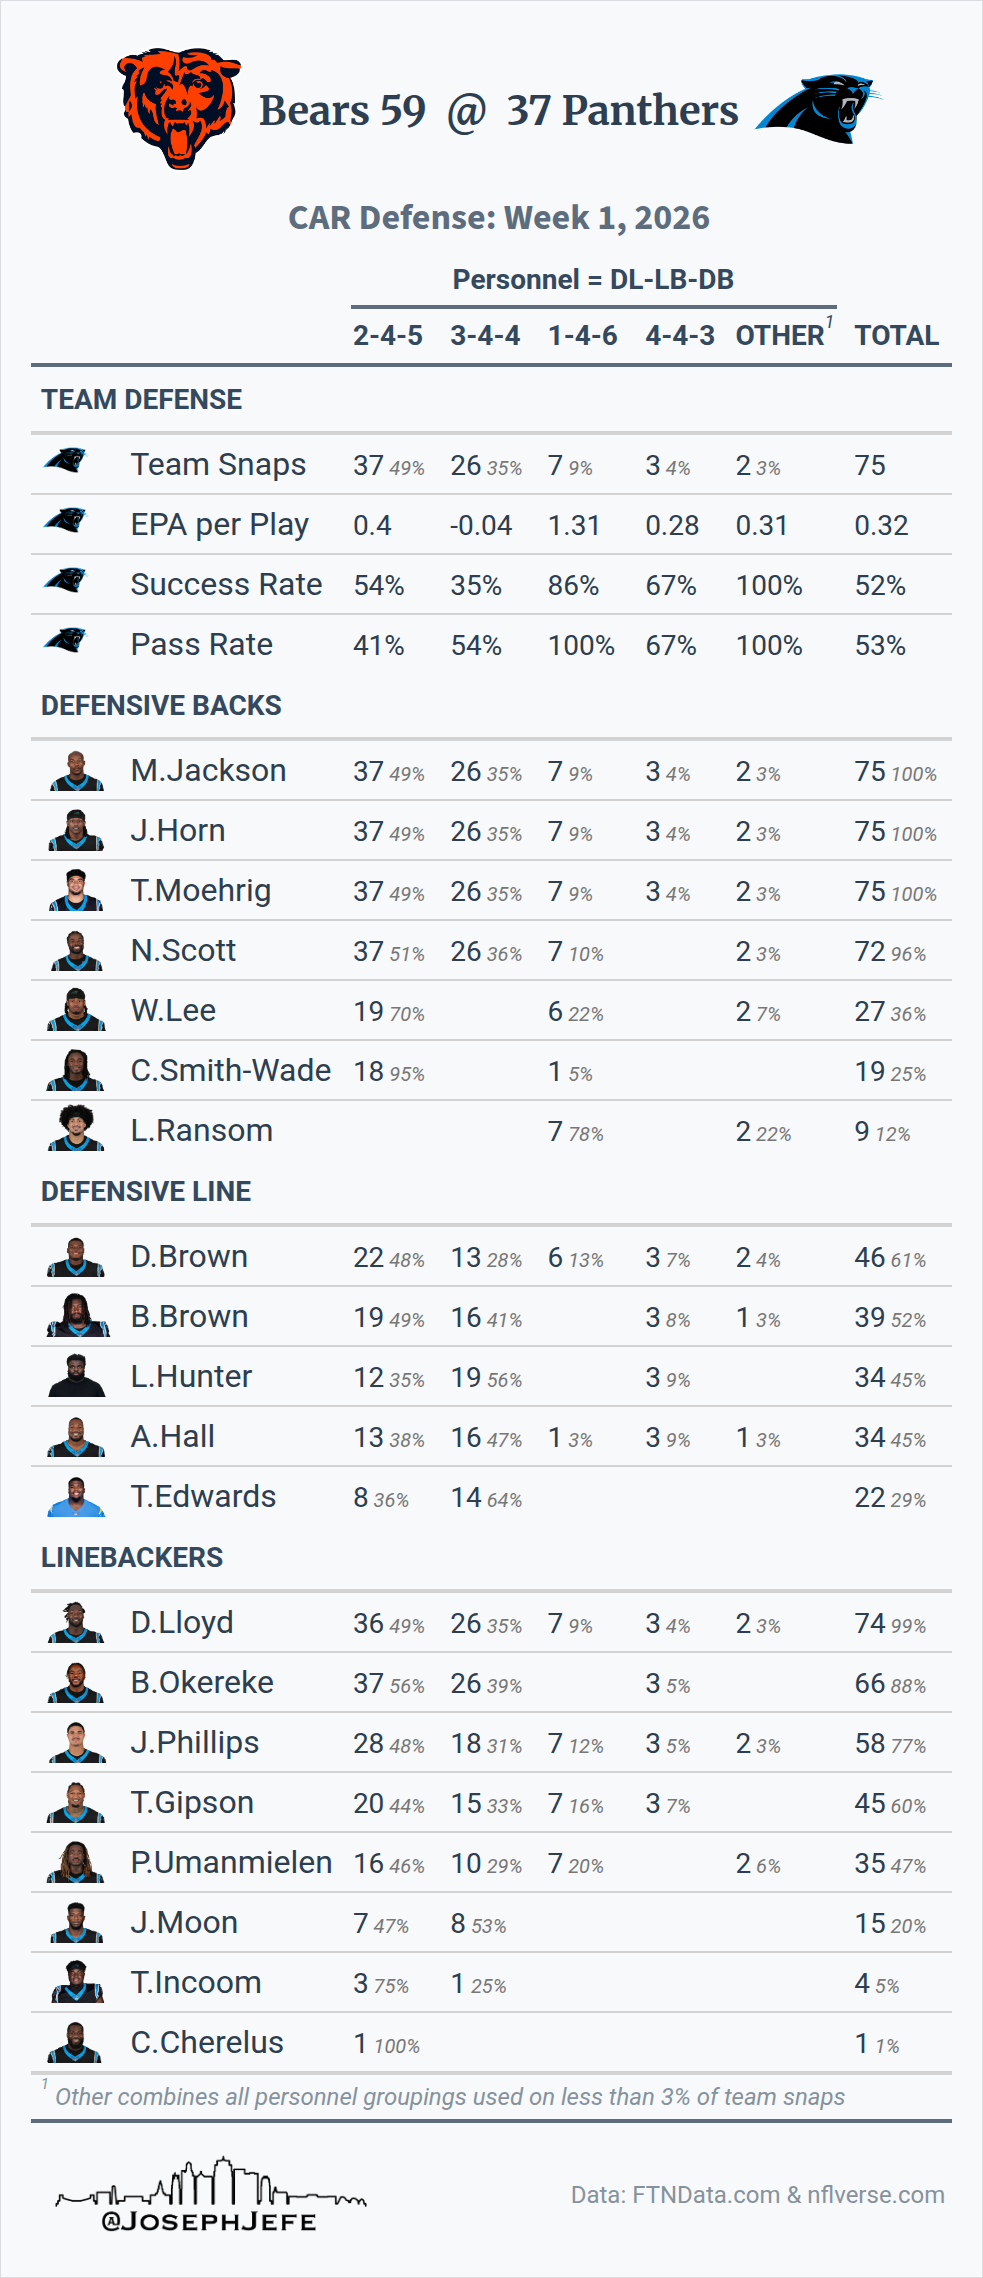 Bears 59 @ 37 Panthers
CAR Defense: Week 1, 2026
Personnel = DL-LB-DB
2-4-5 3-4-4 1-4-6 4-4-3 OTHER1 TOTAL
TEAM DEFENSE
Team Snaps 37 49% 26 35% 7 9% 3 4% 2 3% 75
EPA per Play 0.4 -0.04 1.31 0.28 0.31 0.32
Success Rate 54% 35% 86% 67% 100% 52%
Pass Rate 41% 54% 100% 67% 100% 53%
DEFENSIVE BACKS
M.Jackson 37 49% 26 35% 7 9% 3 4% 2 3% 75 100%
J.Horn 37 49% 26 35% 7 9% 3 4% 2 3% 75 100%
T.Moehrig 37 49% 26 35% 7 9% 3 4% 2 3% 75 100%
N.Scott 37 51% 26 36% 7 10% 2 3% 72 96%
W.Lee 19 70% 6 22% 2 7% 27 36%
C.Smith-Wade 18 95% 1 5% 19 25%
L.Ransom 7 78% 2 22% 9 12%
DEFENSIVE LINE
D.Brown 22 48% 13 28% 6 13% 3 7% 2 4% 46 61%
B.Brown 19 49% 16 41% 3 8% 1 3% 39 52%
L.Hunter 12 35% 19 56% 3 9% 34 45%
A.Hall 13 38% 16 47% 1 3% 3 9% 1 3% 34 45%
T.Edwards 8 36% 14 64% 22 29%
LINEBACKERS
D.Lloyd 36 49% 26 35% 7 9% 3 4% 2 3% 74 99%
B.Okereke 37 56% 26 39% 3 5% 66 88%
J.Phillips 28 48% 18 31% 7 12% 3 5% 2 3% 58 77%
T.Gipson 20 44% 15 33% 7 16% 3 7% 45 60%
P.Umanmielen 16 46% 10 29% 7 20% 2 6% 35 47%
J.Moon 7 47% 8 53% 15 20%
T.Incoom 3 75% 1 25% 4 5%
C.Cherelus 1 100% 1 1%
1 Other combines all personnel groupings used on less than 3% of team snaps
@JOSEPHJEFE
Data: FTNData.com & nflverse.com